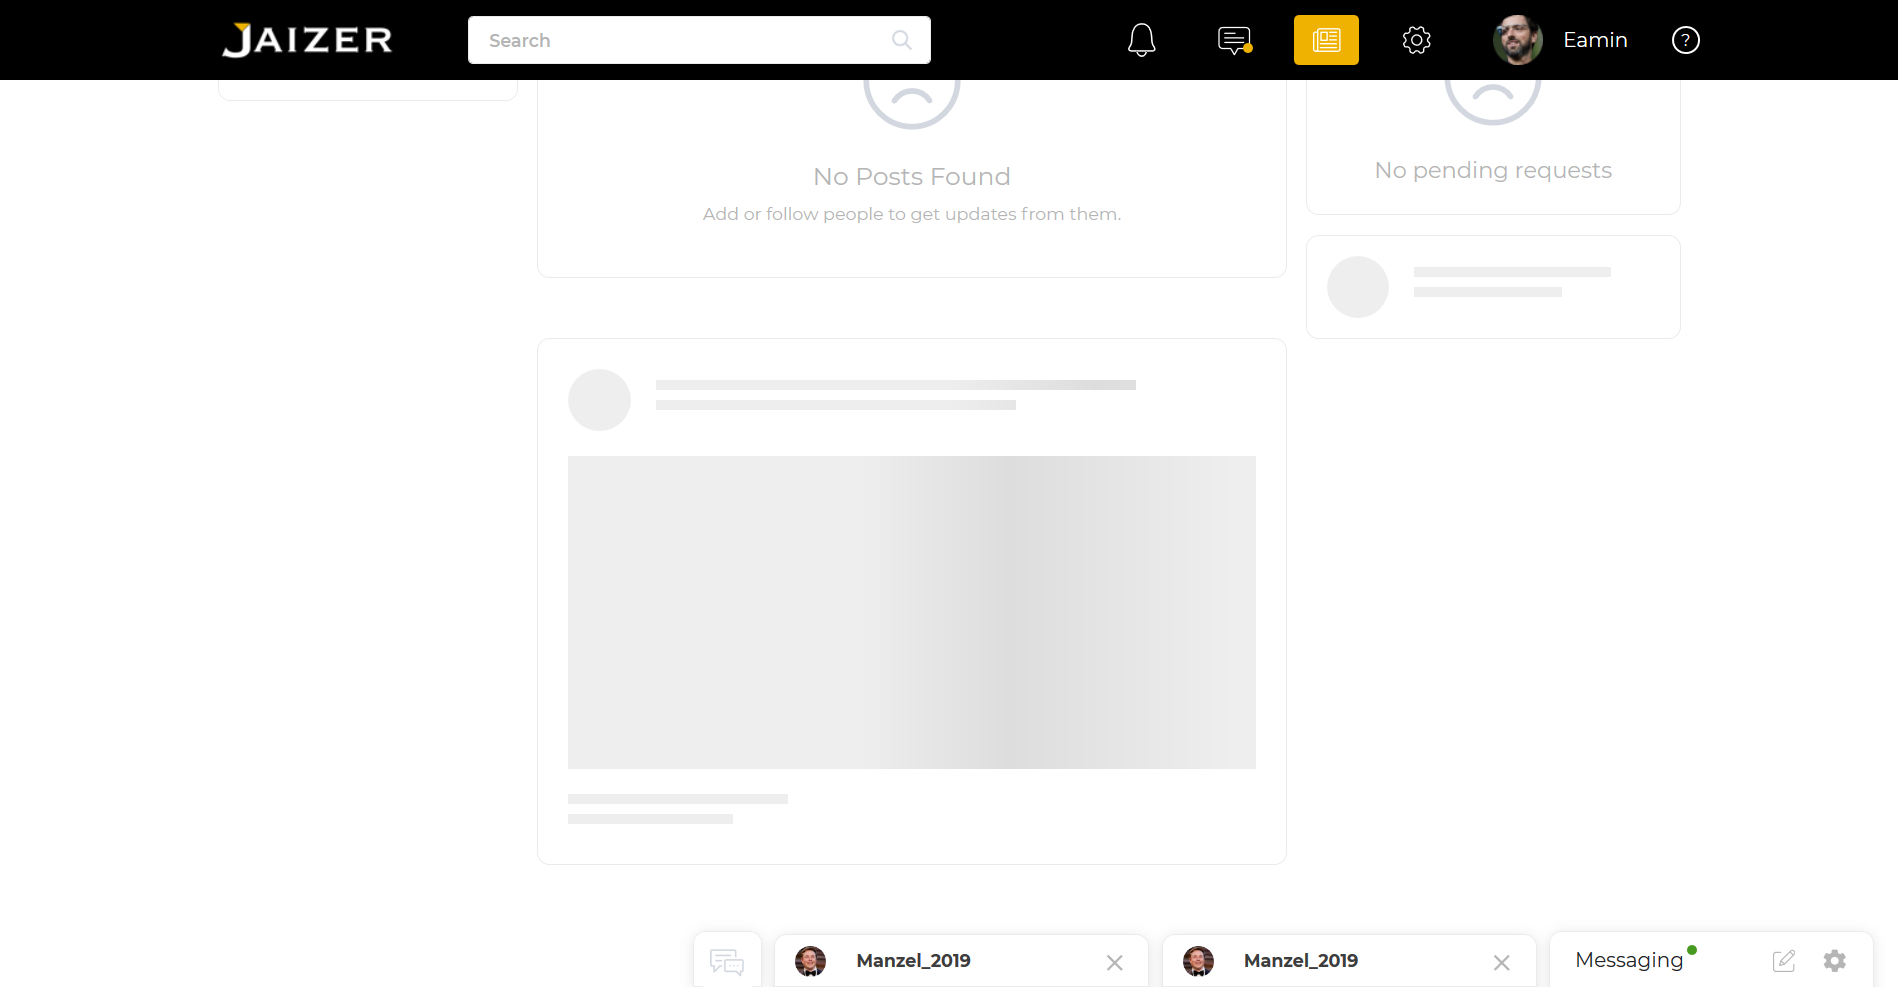 JAIZER
Search
Eamin
?
No Posts Found
Add or follow people to get updates from them.
No pending requests
Manzel_2019
Manzel_2019
Messaging